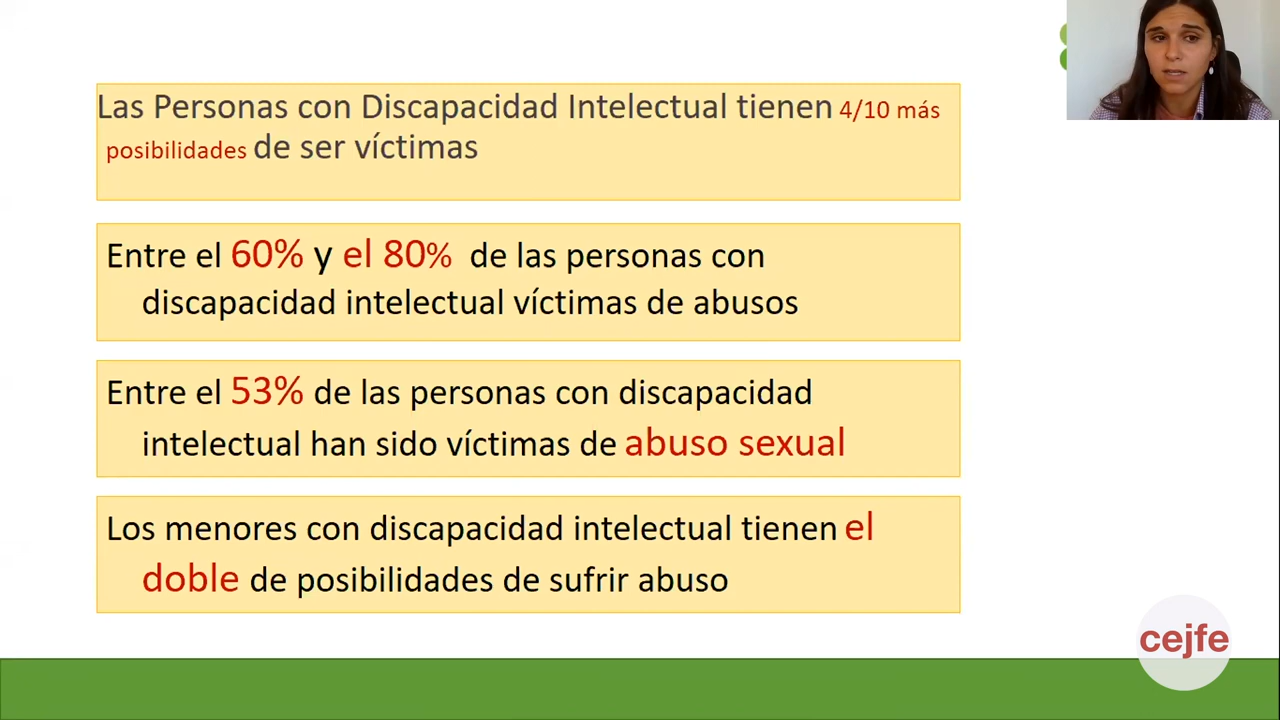 Las Personas con Discapacidad Intelectual tienen 4/10 más
posibilidades de ser víctimas
Entre el 60% y el 80% de las personas con
discapacidad intelectual víctimas de abusos
Entre el 53% de las personas con discapacidad
intelectual han sido víctimas de abuso sexual
Los menores con discapacidad intelectual tienen el
doble de posibilidades de sufrir abuso
cejfe